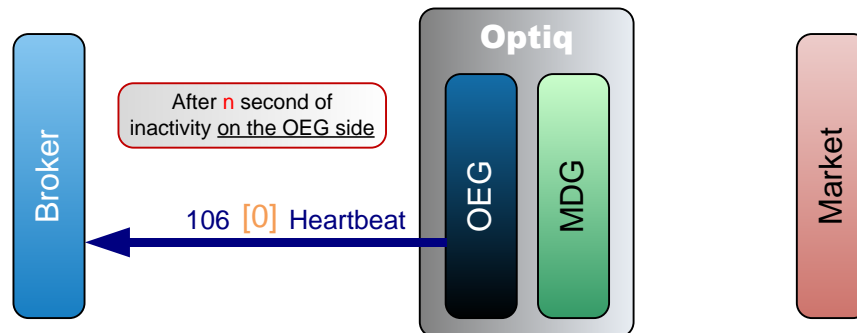 Optiq
Broker
After n second of
inactivity on the OEG side
OEG
MDG
Market
106 [0] Heartbeat